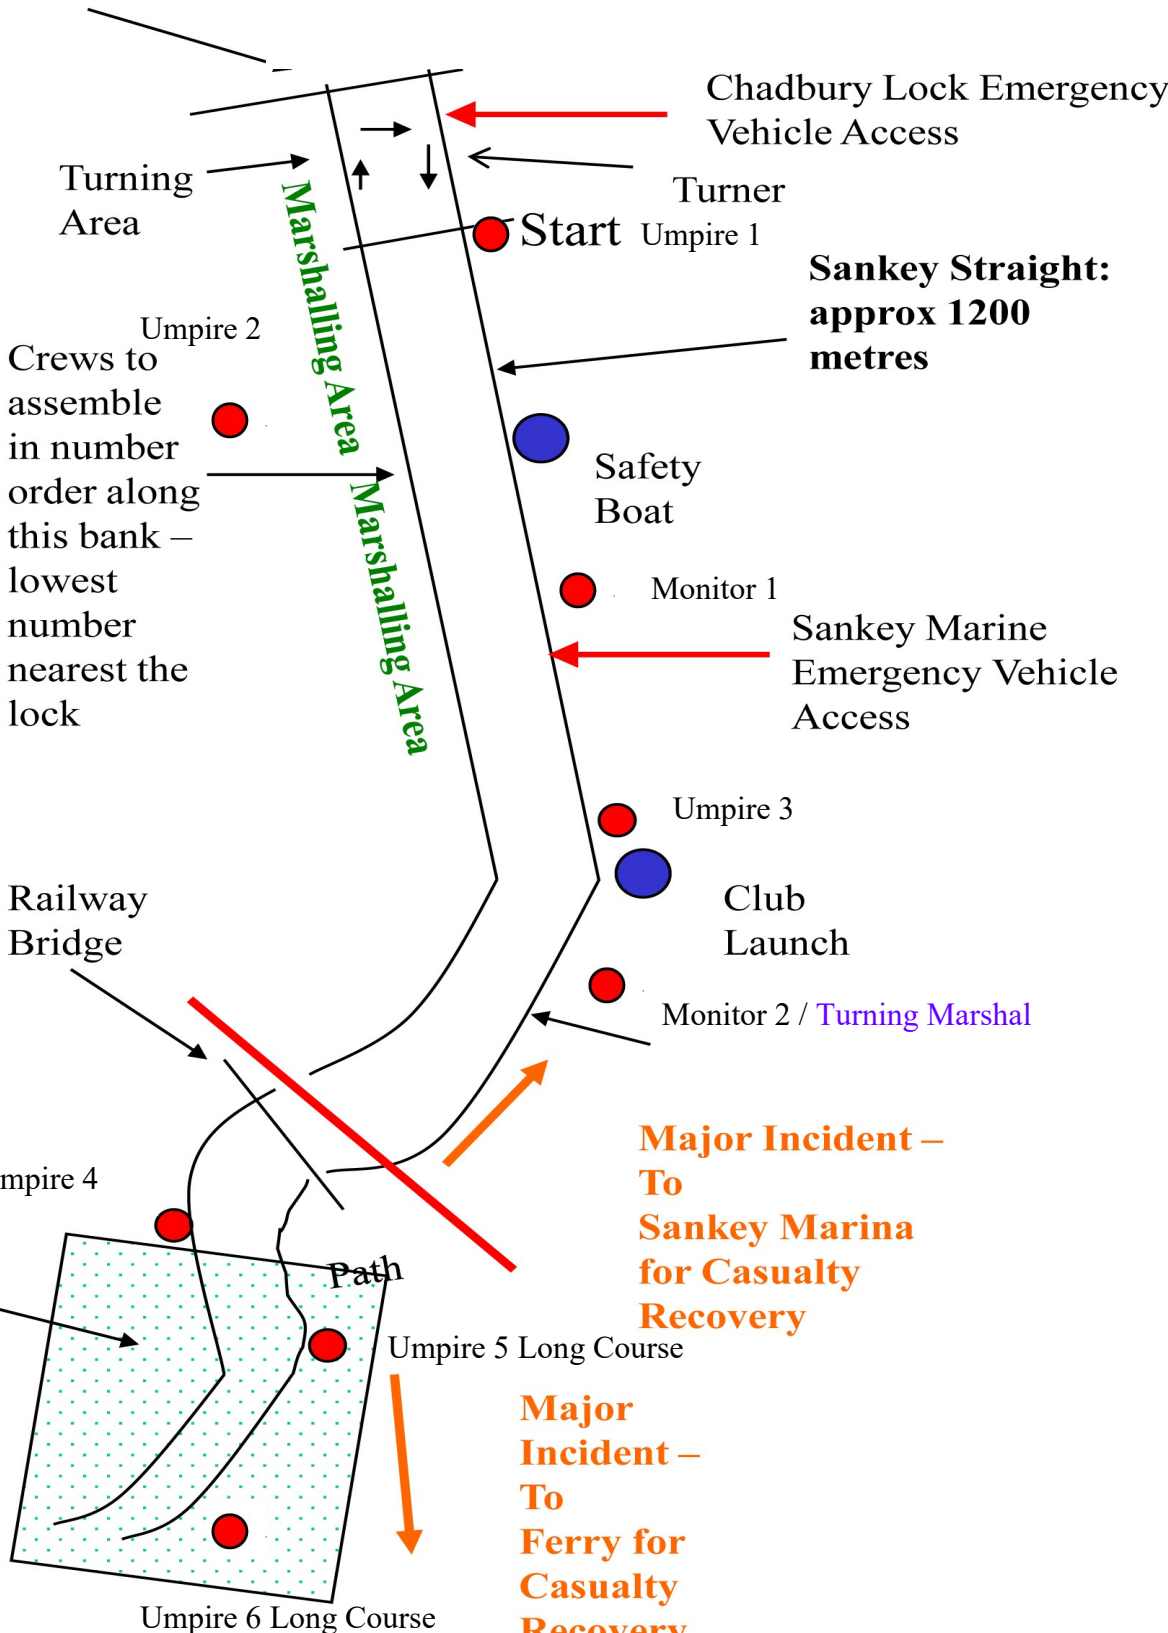 Chadbury Lock Emergency
Vehicle Access
Turning
Area
Turner
Start
Umpire 1
Marshalling Area
Sankey Straight:
approx 1200
metres
Umpire 2
Crews to
assemble
in number
order along
this bank –
lowest
number
nearest the
lock
Safety
Boat
Marshalling Area
Monitor 1
Sankey Marine
Emergency Vehicle
Access
Umpire 3
Railway
Bridge
Club
Launch
Monitor 2 / Turning Marshal
Major Incident –
To
Sankey Marina
for Casualty
Recovery
mpire 4
Path
Umpire 5 Long Course
Major
Incident –
To
Ferry for
Casualty
Recovery
Umpire 6 Long Course